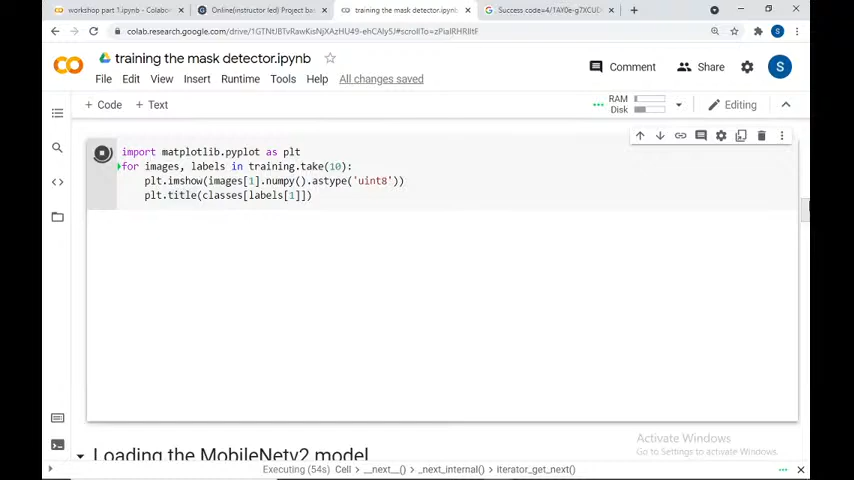 workshop part 1.ipynb - Colabo
Online(instructor led) Project ba
training the mask detector.ipynb
Success code=4/1AY0e-g7XCUD
colab.research.google.com/drive/1GTNtJBTvRawKisNjXAzHU49-ehCAIy5J#scrollTo=zPialRHR8ltF
training the mask detector.ipynb
File Edit View Insert Runtime Tools Help All changes saved
Comment Share S
+ Code + Text
RAM
Disk
Editing
import matplotlib.pyplot as plt
for images, labels in training.take(10):
plt.imshow(images[1].numpy().astype('uint8'))
plt.title(classes[labels[1]])
Loading the MobileNetv2 model
Activate Windows
Go to Settings to activate Windows.
Executing (54s) Cell > __next__() > _next_internal() > iterator_get_next()